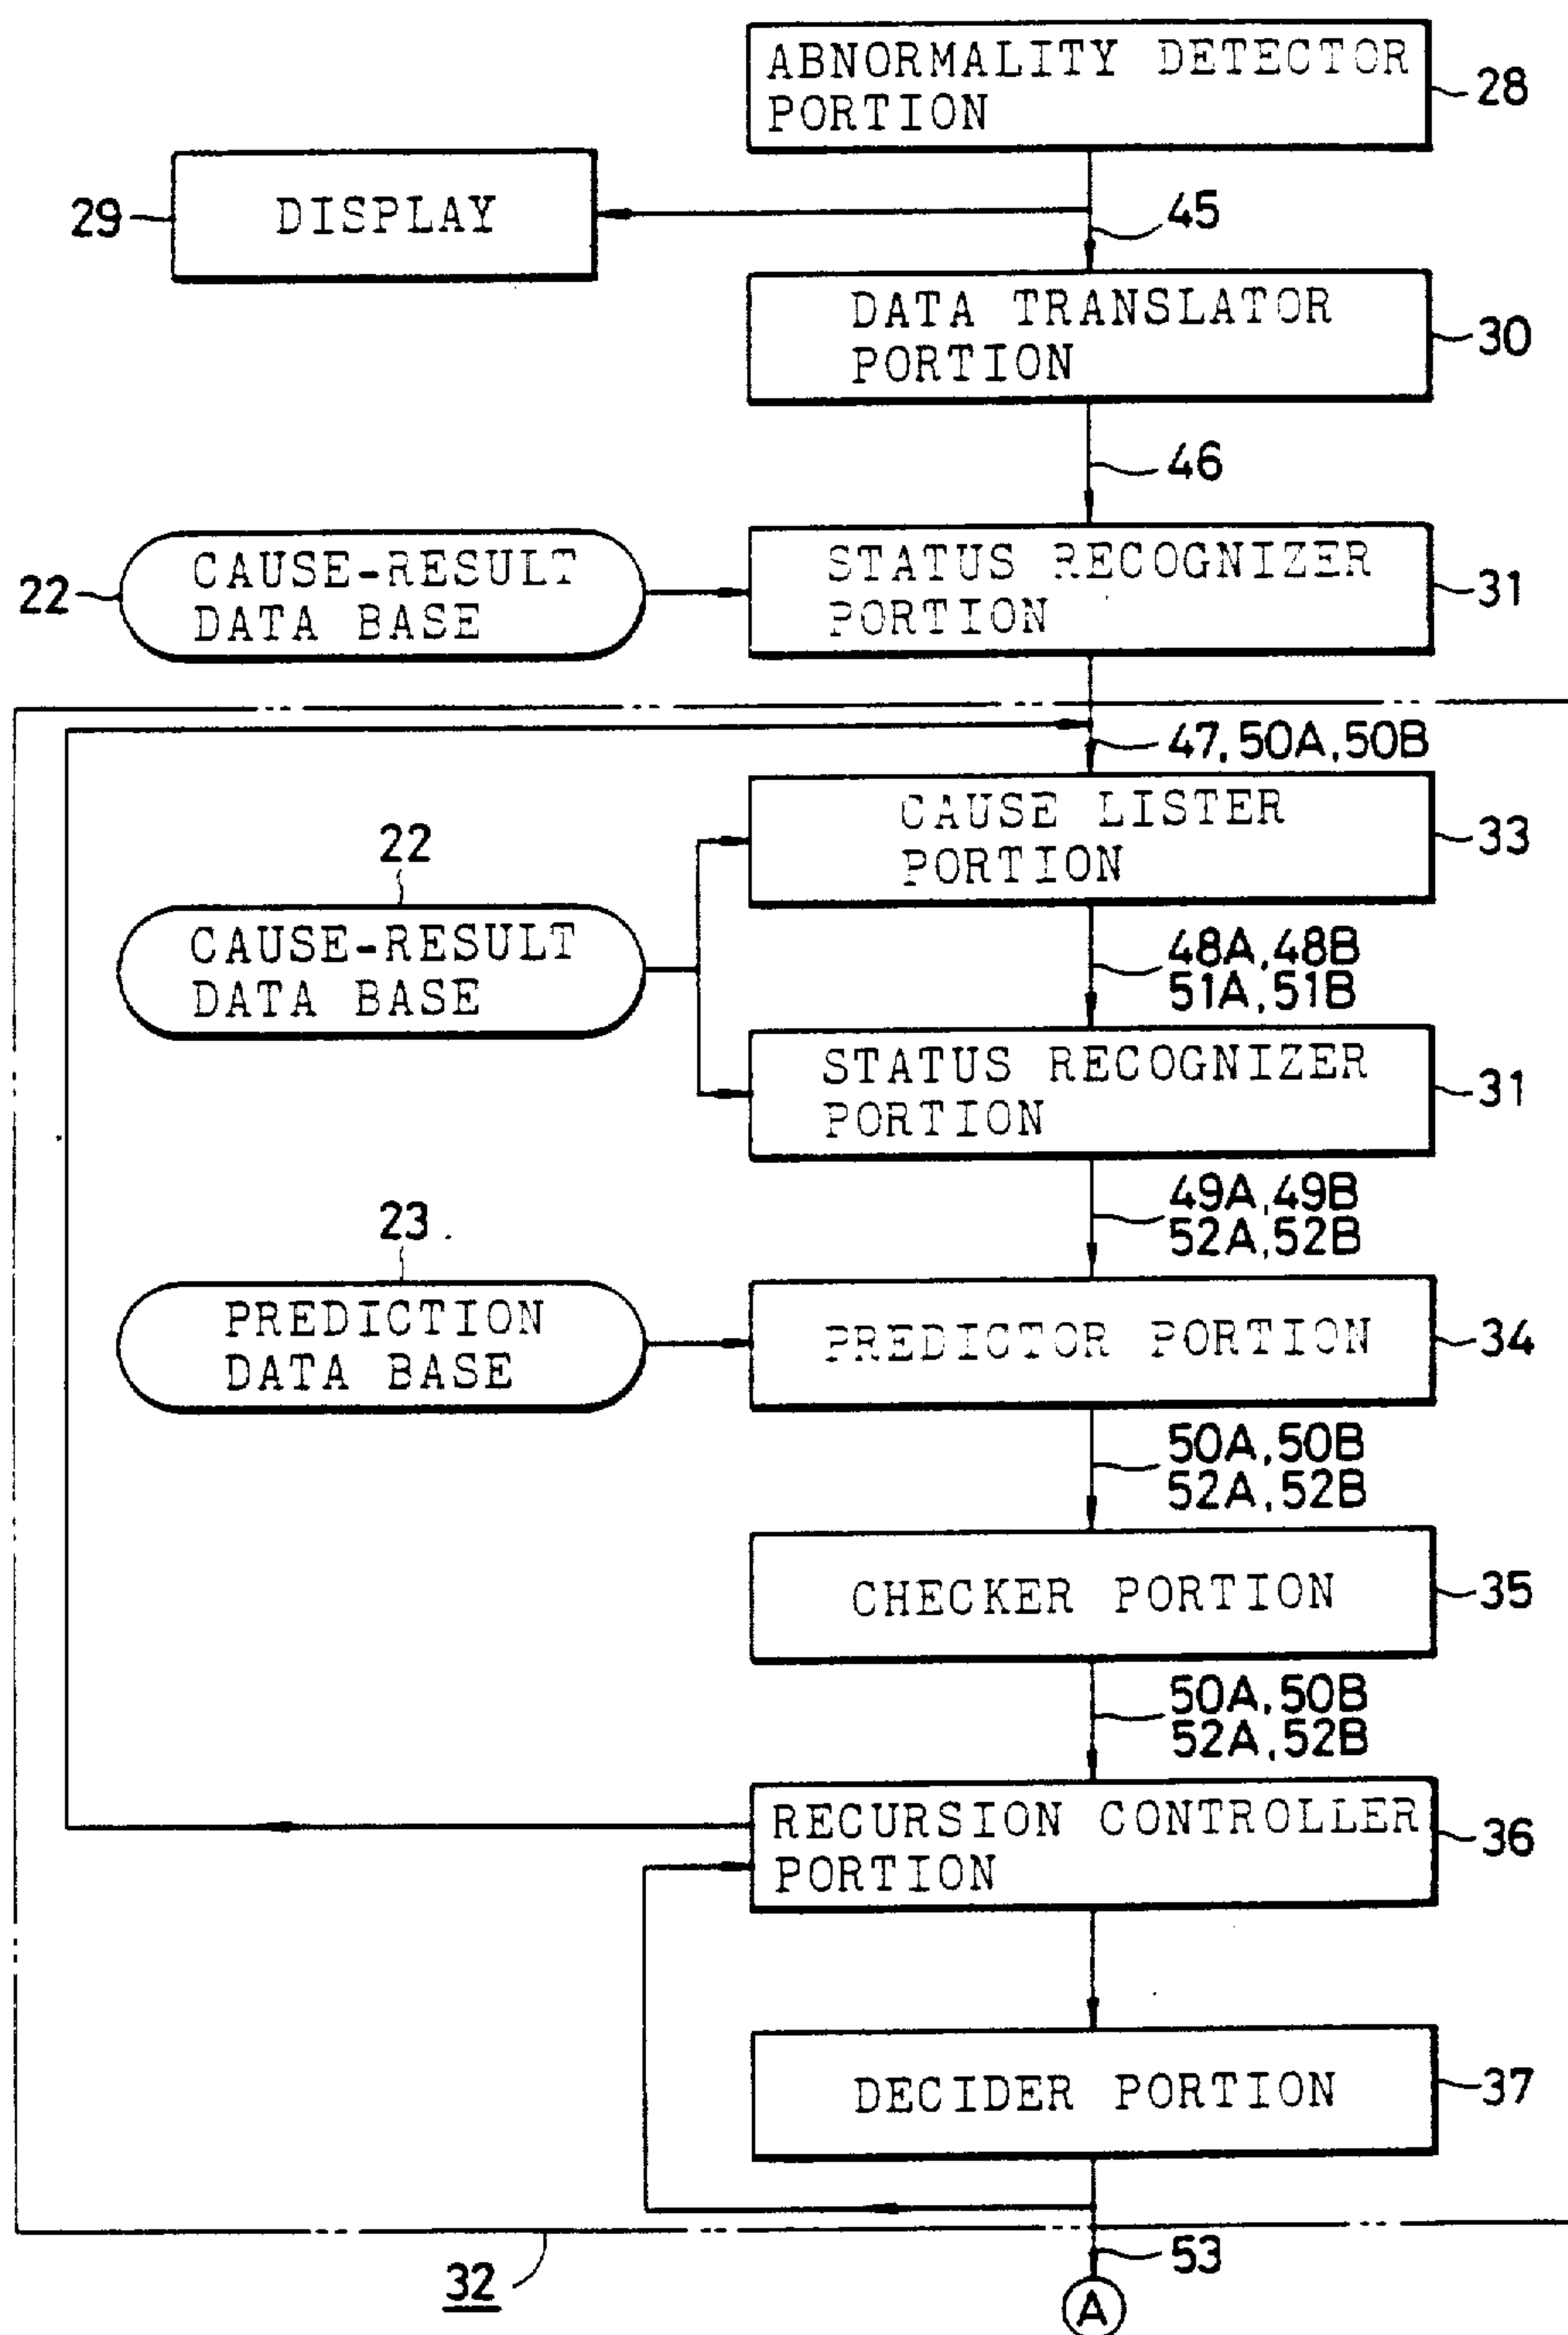 ABNORMALITY DETECTOR
PORTION
28
29
DISPLAY
45
DATA TRANSLATOR
PORTION
30
46
22
CAUSE-RESULT
DATA BASE
STATUS RECOGNIZER
PORTION
31
47,50A,50B
CAUSE LISTER
PORTION
33
22
CAUSE-RESULT
DATA BASE
48A,48B
51A,51B
STATUS RECOGNIZER
PORTION
31
49A,49B
52A,52B
23
PREDICTION
DATA BASE
PREDICTOR PORTION
34
50A,50B
52A,52B
CHECKER PORTION
35
50A,50B
52A,52B
RECURSION CONTROLLER
PORTION
36
DECIDER PORTION
37
32
53
A